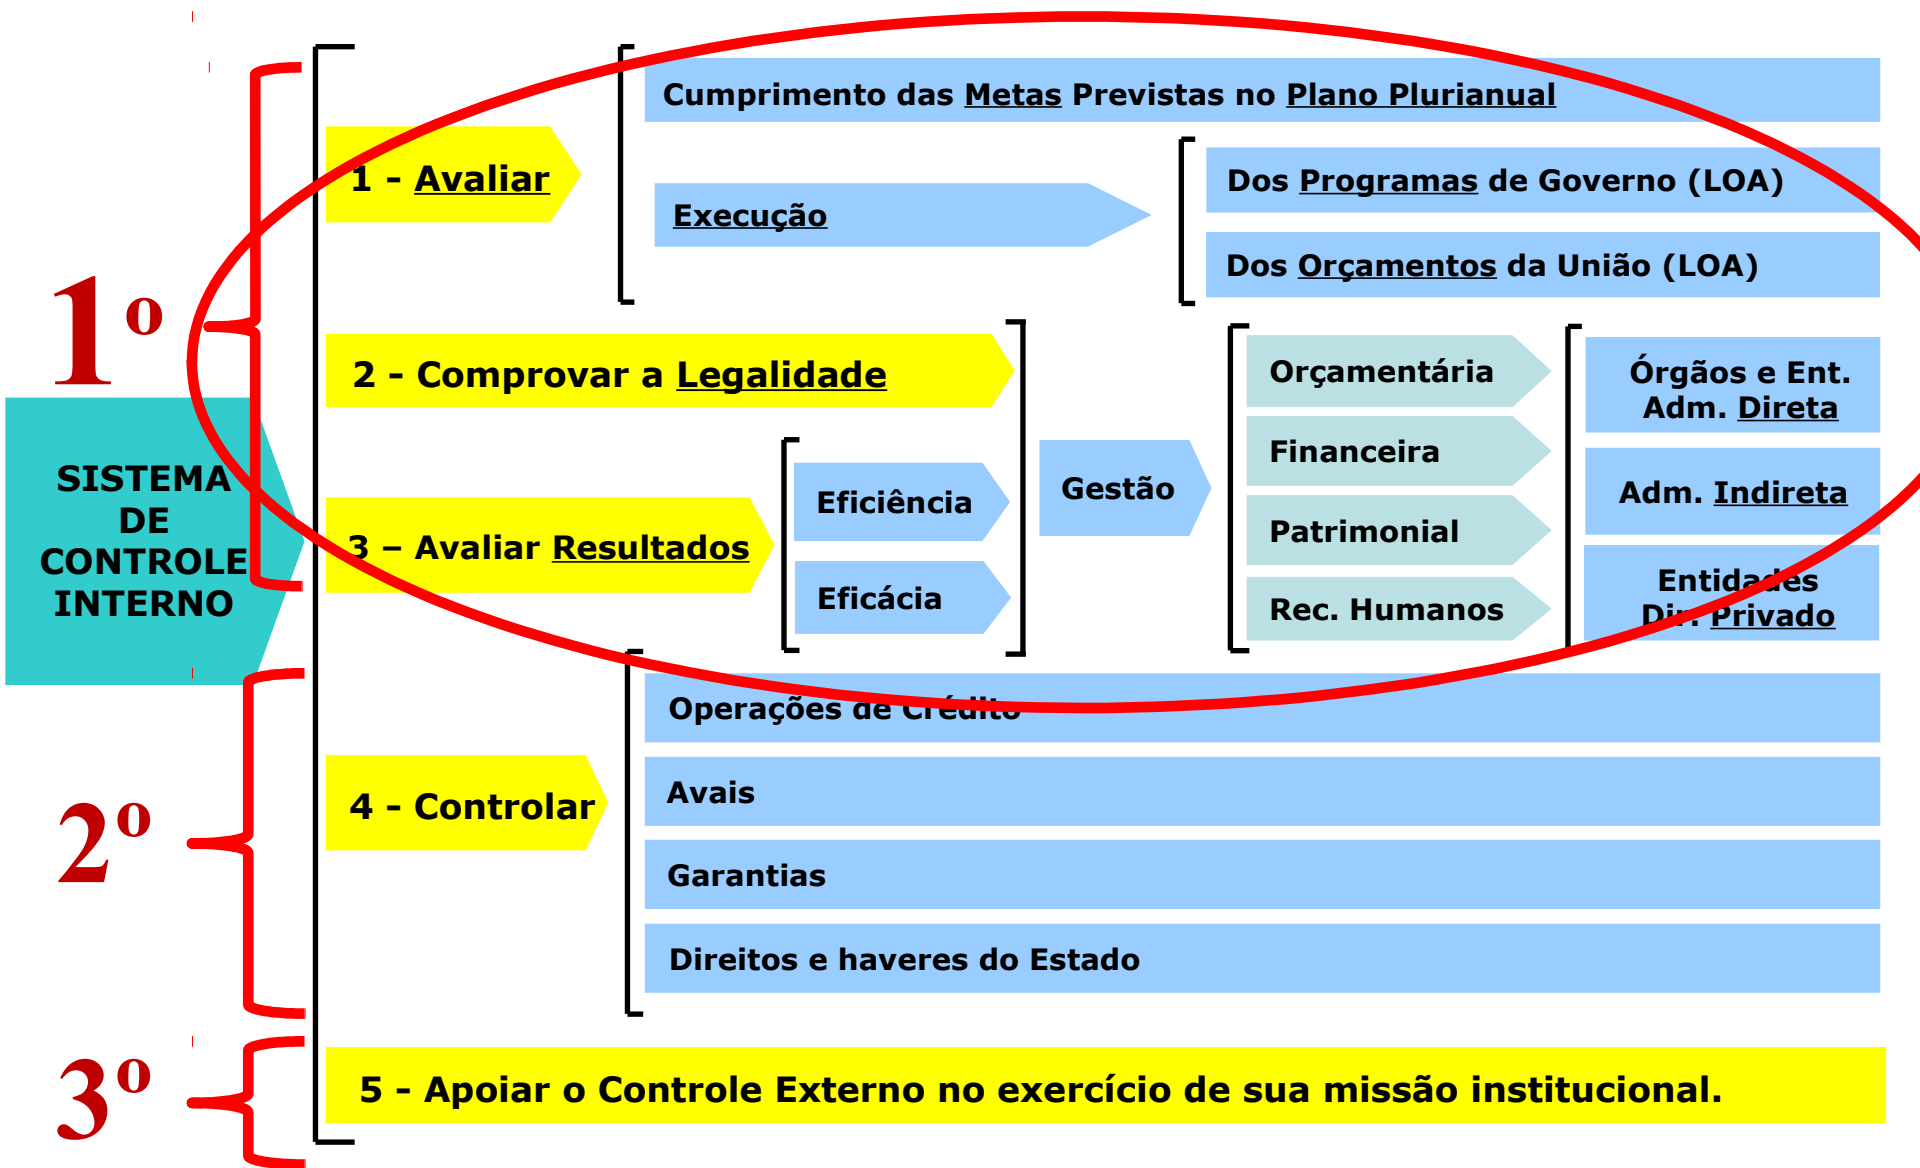 1º
2º
3º
SISTEMA
DE
CONTROLE
INTERNO
1 - Avaliar
Cumprimento das Metas Previstas no Plano Plurianual
Execução
Dos Programas de Governo (LOA)
Dos Orçamentos da União (LOA)
2 - Comprovar a Legalidade
3 – Avaliar Resultados
Eficiência
Eficácia
Gestão
Orçamentária
Financeira
Patrimonial
Rec. Humanos
Órgãos e Ent.
Adm. Direta
Adm. Indireta
Entidades
Dir. Privado
4 - Controlar
Operações de Crédito
Avais
Garantias
Direitos e haveres do Estado
5 - Apoiar o Controle Externo no exercício de sua missão institucional.